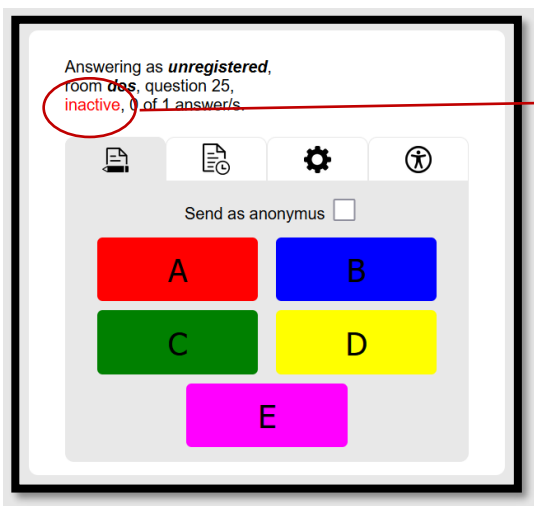 Answering as unregistered,
room dos, question 25,
inactive, 0 of 1 answer/s.
Send as anonymus
A
B
C
D
E